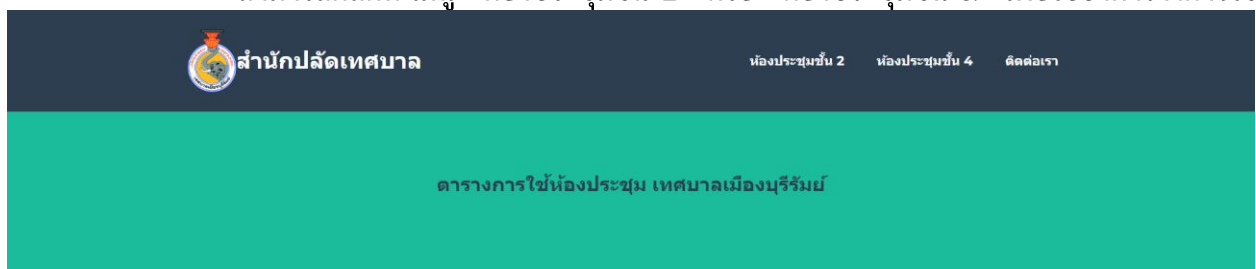 สำนักปลัดเทศบาล
ห้องประชุมชั้น 2 ห้องประชุมชั้น 4 ติดต่อเรา
ตารางการใช้ห้องประชุม เทศบาลเมืองบุรีรัมย์